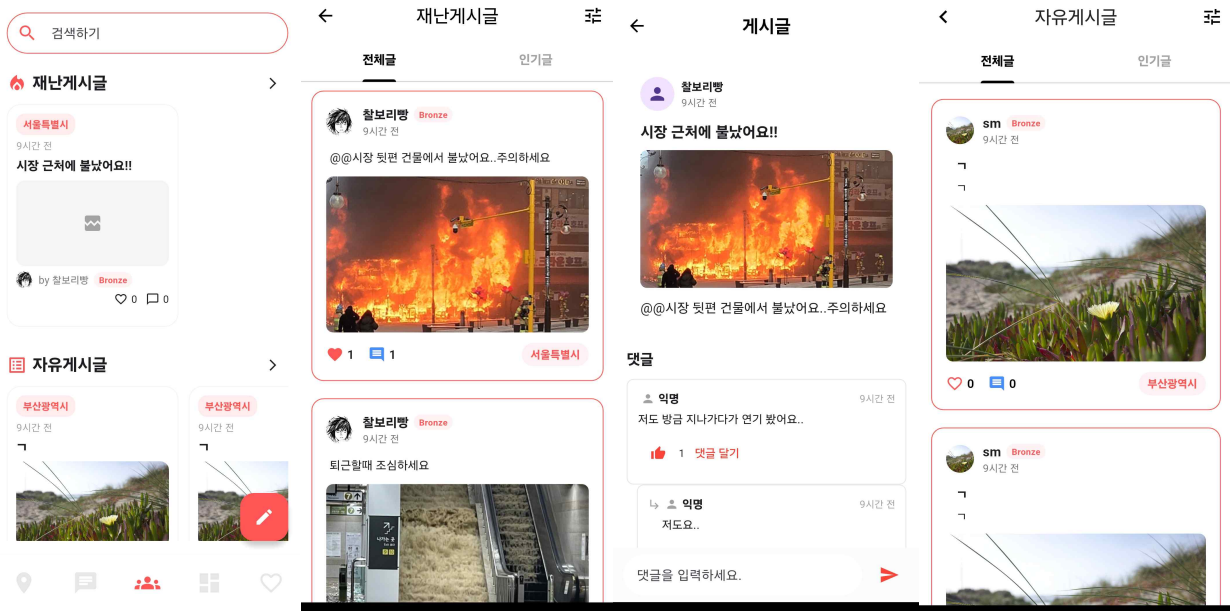 검색하기
재난게시글
서울특별시
9시간 전
시장 근처에 불났어요!!
by 찰보리빵 Bronze
0 0
자유게시글
부산광역시
9시간 전
ㄱ
부산광역시
9시간 전
ㄱ
재난게시글
전체글 인기글
찰보리빵 Bronze
9시간 전
@@시장 뒷편 건물에서 불났어요..주의하세요
1 1 서울특별시
찰보리빵 Bronze
9시간 전
퇴근할때 조심하세요
나가는 곳
게시글
찰보리빵
9시간 전
시장 근처에 불났어요!!
@@시장 뒷편 건물에서 불났어요..주의하세요
댓글
익명 9시간 전
저도 방금 지나가다가 연기 봤어요..
1 댓글 달기
익명 9시간 전
저도요..
댓글을 입력하세요.
자유게시글
전체글 인기글
sm Bronze
9시간 전
ㄱ
ㄱ
0 0 부산광역시
sm Bronze
9시간 전
ㄱ
ㄱ